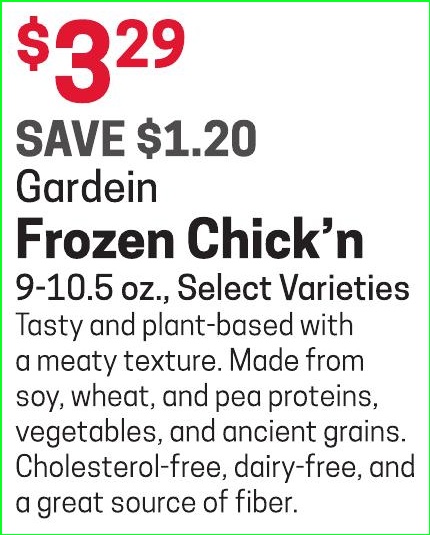 $3.29
SAVE $1.20
Gardein
Frozen Chick’n
9-10.5 oz., Select Varieties
Tasty and plant-based with
a meaty texture. Made from
soy, wheat, and pea proteins,
vegetables, and ancient grains.
Cholesterol-free, dairy-free, and
a great source of fiber.